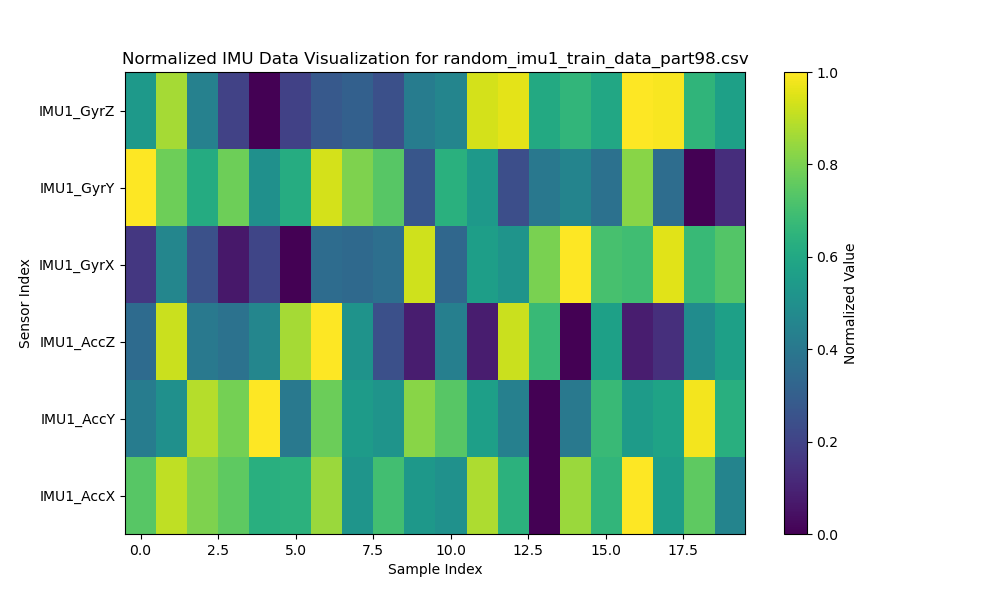 Normalized IMU Data Visualization for random_imu1_train_data_part98.csv
IMU1_GyrZ
IMU1_GyrY
IMU1_GyrX
IMU1_AccZ
IMU1_AccY
IMU1_AccX
Sensor Index
0.0 2.5 5.0 7.5 10.0 12.5 15.0 17.5
Sample Index
1.0
0.8
0.6
0.4
0.2
0.0
Normalized Value